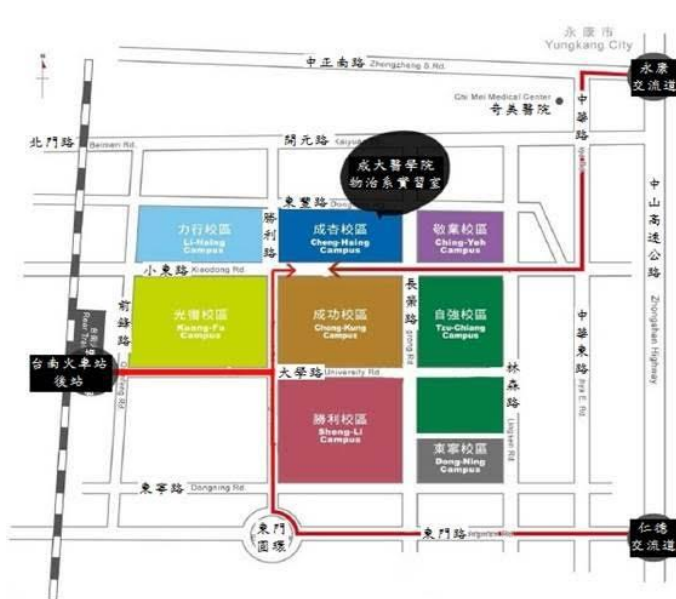 永康市
Yungkang City
N
永康
交流道
中正南路 Zhongzheng S Rd.
Chi Mei Medical Center
奇美醫院
中華路
北門路 Beimen Rd.
開元路
成大醫學院
物治系實習室
東豐路
中山高速公路
Zhongshan Highway
力行校區
Li-Hsing
Campus
勝利路
成杏校區
Cheng-Hsing
Campus
敬業校區
Ching-Yeh
Campus
小東路 Xiaodong Rd.
前鋒路
光復校區
Kuang-Fu
Campus
成功校區
Cheng-Kung
Campus
長榮路
自強校區
Tzu-Chiang
Campus
中華東路
台南火車站
後站
大學路 University Rd.
林森路
勝利校區
Sheng-Li
Campus
東寧校區
Dong-Ning
Campus
東寧路 Dongning Rd.
東門
圓環
東門路
仁德
交流道